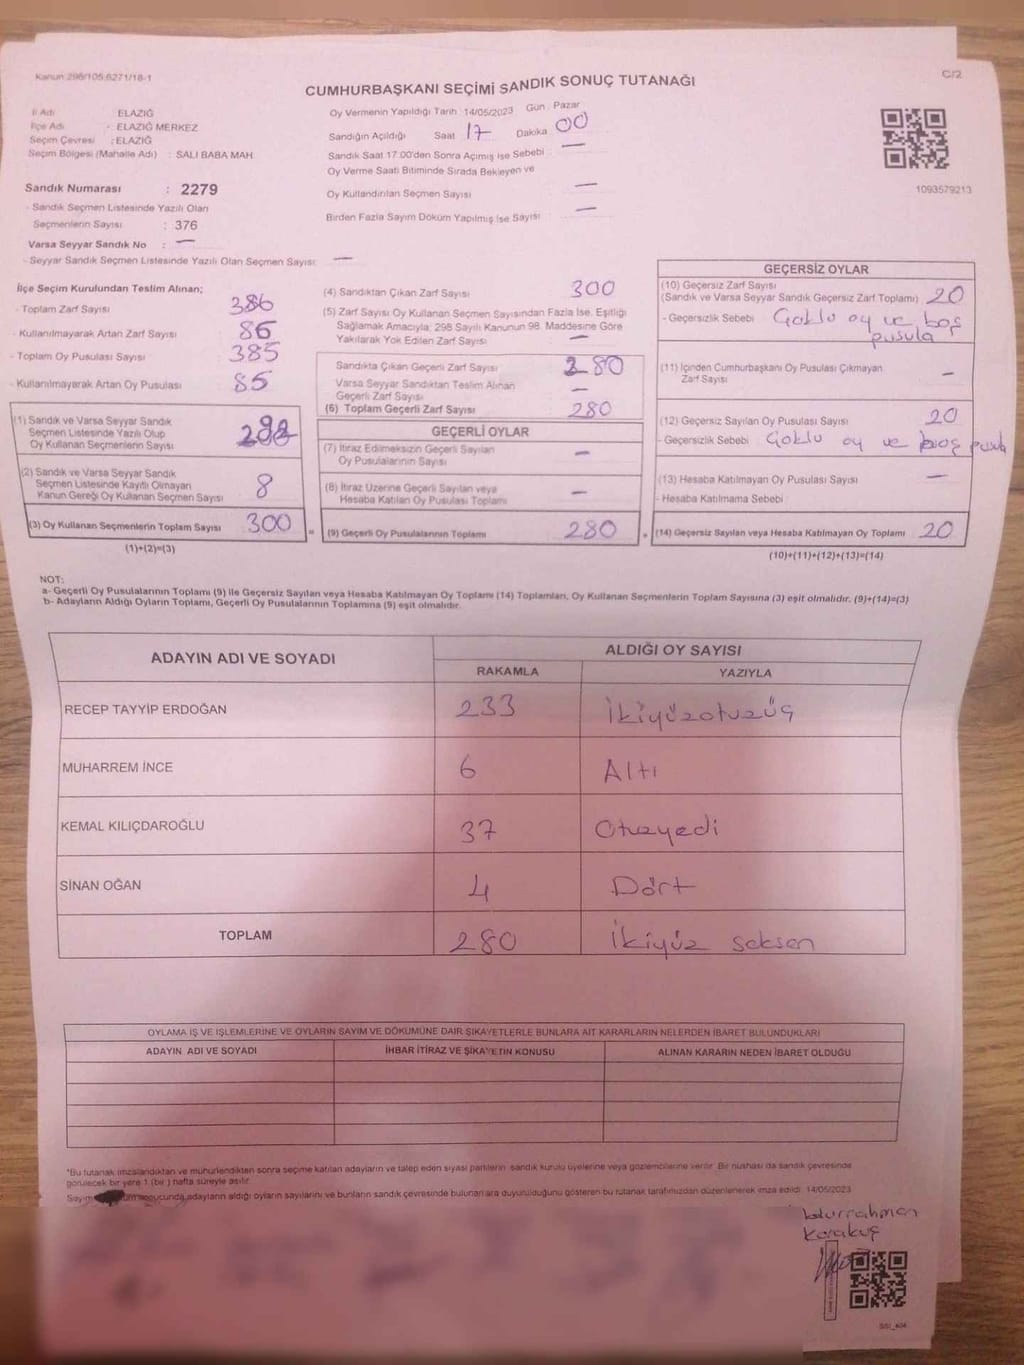 Kanun:298/105,6271/18-1
C/2
CUMHURBAŞKANI SEÇİMİ SANDIK SONUÇ TUTANAĞI
İl Adı ELAZIĞ
İlçe Adı - ELAZIĞ MERKEZ
Seçim Çevresi : ELAZIĞ
Seçim Bölgesi (Mahalle Adı) : SALI BABA MAH.
Sandık Numarası : 2279
- Sandık Seçmen Listesinde Yazılı Olan
Seçmenlerin Sayısı : 376
Varsa Seyyar Sandık No : —
- Seyyar Sandık Seçmen Listesinde Yazılı Olan Seçmen Sayısı: —
Oy Vermenin Yapıldığı Tarih : 14/05/2023 Gün : Pazar
Sandığın Açıldığı Saat 17 Dakika 00
Sandık Saat 17.00'den Sonra Açımış İse Sebebi —
Oy Verme Saati Bitiminde Sırada Bekleyen ve
Oy Kullandırılan Seçmen Sayısı —
Birden Fazla Sayım Döküm Yapılmış İse Sayısı —
1093579213
İlçe Seçim Kurulundan Teslim Alınan;
- Toplam Zarf Sayısı 386
- Kullanılmayarak Artan Zarf Sayısı 86
- Toplam Oy Pusulası Sayısı 385
- Kullanılmayarak Artan Oy Pusulası 85
(1) Sandık ve Varsa Seyyar Sandık
Seçmen Listesinde Yazılı Olup
Oy Kullanan Seçmenlerin Sayısı
(2) Sandık ve Varsa Seyyar Sandık
Seçmen Listesinde Kayıtlı Olmayan
Kanun Gereği Oy Kullanan Seçmen Sayısı 8
(3) Oy Kullanan Seçmenlerin Toplam Sayısı 300
(1)+(2)=(3)
(4) Sandıktan Çıkan Zarf Sayısı 300
(5) Zarf Sayısı Oy Kullanan Seçmen Sayısından Fazla İse, Eşitliği
Sağlamak Amacıyla; 298 Sayılı Kanunun 98. Maddesine Göre
Yakılarak Yok Edilen Zarf Sayısı —
Sandıkta Çıkan Geçerli Zarf Sayısı 280
Varsa Seyyar Sandıktan Teslim Alınan
Geçerli Zarf Sayısı —
(6) Toplam Geçerli Zarf Sayısı 280
GEÇERLİ OYLAR
(7) İtiraz Edilmeksizin Geçerli Sayılan
Oy Pusulalarının Sayısı —
(8) İtiraz Üzerine Geçerli Sayılan veya
Hesaba Katılan Oy Pusulası Toplamı —
= (9) Geçerli Oy Pusulalarının Toplamı 280
GEÇERSİZ OYLAR
(10) Geçersiz Zarf Sayısı
(Sandık ve Varsa Seyyar Sandık Geçersiz Zarf Toplamı) 20
- Geçersizlik Sebebi : Çoklu oy ve boş
pusula
(11) İçinden Cumhurbaşkanı Oy Pusulası Çıkmayan
Zarf Sayısı —
(12) Geçersiz Sayılan Oy Pusulası Sayısı 20
- Geçersizlik Sebebi : Çoklu oy ve boş pusula
(13) Hesaba Katılmayan Oy Pusulası Sayısı —
- Hesaba Katılmama Sebebi
+ (14) Geçersiz Sayılan veya Hesaba Katılmayan Oy Toplamı 20
(10)+(11)+(12)+(13)=(14)
NOT:
a- Geçerli Oy Pusulalarının Toplamı (9) ile Geçersiz Sayılan veya Hesaba Katılmayan Oy Toplamı (14) Toplamları, Oy Kullanan Seçmenlerin Toplam Sayısına (3) eşit olmalıdır. (9)+(14)=(3)
b- Adayların Aldığı Oyların Toplamı, Geçerli Oy Pusulalarının Toplamına (9) eşit olmalıdır.
ADAYIN ADI VE SOYADI ALDIĞI OY SAYISI
RAKAMLA YAZIYLA
RECEP TAYYİP ERDOĞAN 233 İkiyüzotuzüç
MUHARREM İNCE 6 Altı
KEMAL KILIÇDAROĞLU 37 Otuzyedi
SİNAN OĞAN 4 Dört
TOPLAM 280 İkiyüz seksen
OYLAMA İŞ VE İŞLEMLERİNE VE OYLARIN SAYIM VE DÖKÜMÜNE DAİR ŞİKAYETLERLE BUNLARA AİT KARARLARIN NELERDEN İBARET BULUNDUKLARI
ADAYIN ADI VE SOYADI İHBAR İTİRAZ VE ŞİKAYETİN KONUSU ALINAN KARARIN NEDEN İBARET OLDUĞU
*Bu tutanak imzalandıktan ve mühürlendikten sonra seçime katılan adayların ve talep eden siyasi partilerin sandık kurulu üyelerine veya gözlemcilerine verilir. Bir nüshası da sandık çevresinde
görülecek bir yere 1 (bir ) hafta süreyle asılır.
Sayım adayların aldığı oyların sayılarını ve bunların sandık çevresinde bulunanlara duyurulduğunu gösteren bu tutanak tarafımızdan düzenlenerek imza edildi. 14/05/2023
bdurrahman
Karakuş
SSI_404